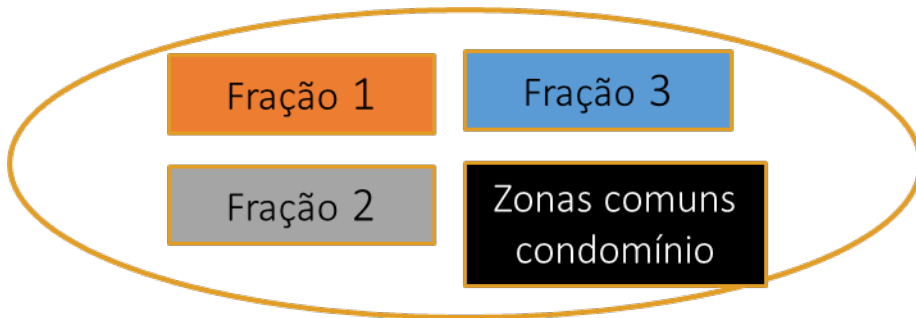 Fração 1
Fração 3
Fração 2
Zonas comuns
condomínio